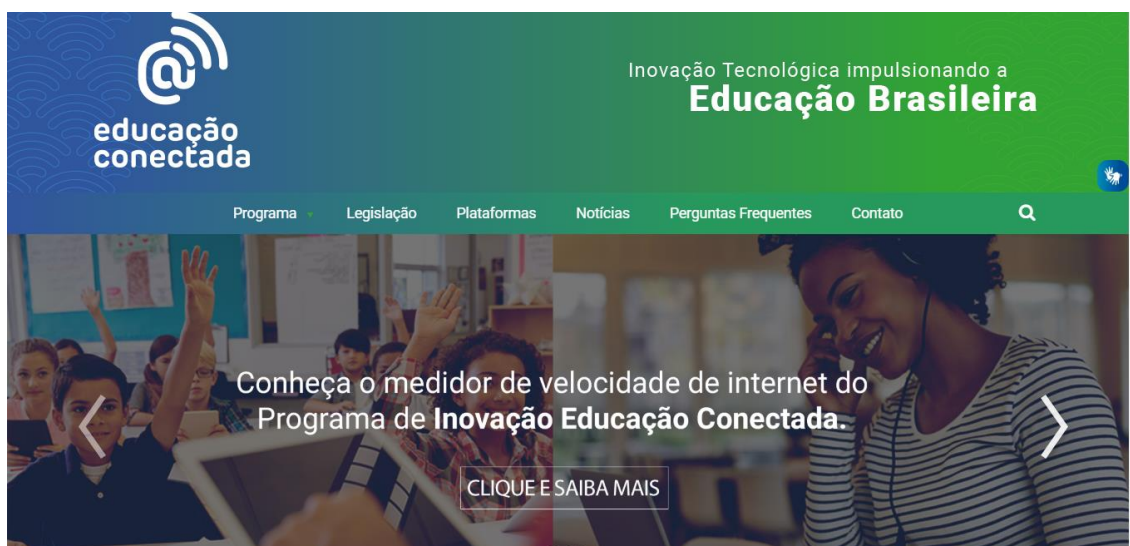 educação
conectada
Inovação Tecnológica impulsionando a
Educação Brasileira
Programa Legislação Plataformas Notícias Perguntas Frequentes Contato
Conheça o medidor de velocidade de internet do
Programa de Inovação Educação Conectada.
CLIQUE E SAIBA MAIS